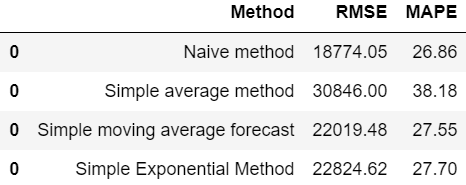 Method RMSE MAPE
0 Naive method 18774.05 26.86
0 Simple average method 30846.00 38.18
0 Simple moving average forecast 22019.48 27.55
0 Simple Exponential Method 22824.62 27.70